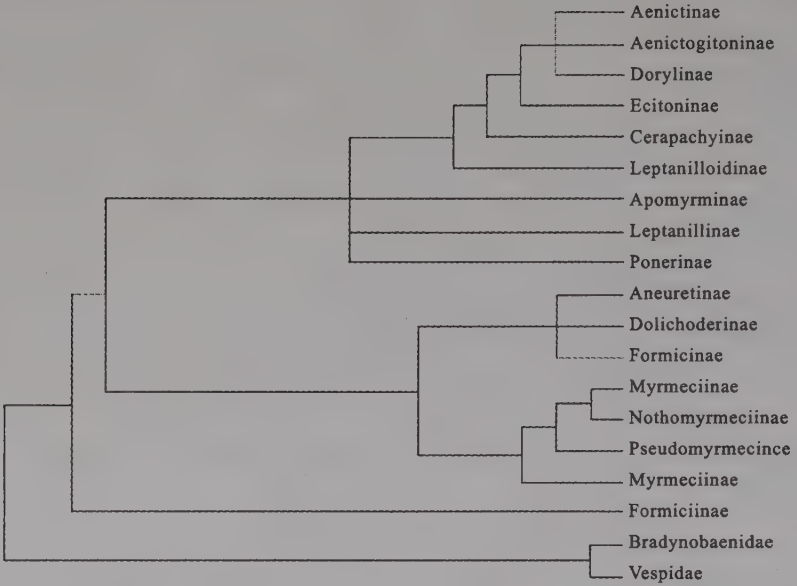 Aenictinae
Aenictogitoninae
Dorylinae
Ecitoninae
Cerapachyinae
Leptanilloidinae
Apomyrminae
Leptanillinae
Ponerinae
Aneuretinae
Dolichoderinae
Formicinae
Myrmeciinae
Nothomyrmeciinae
Pseudomyrmecince
Myrmeciinae
Formiciinae
Bradynobaenidae
Vespidae